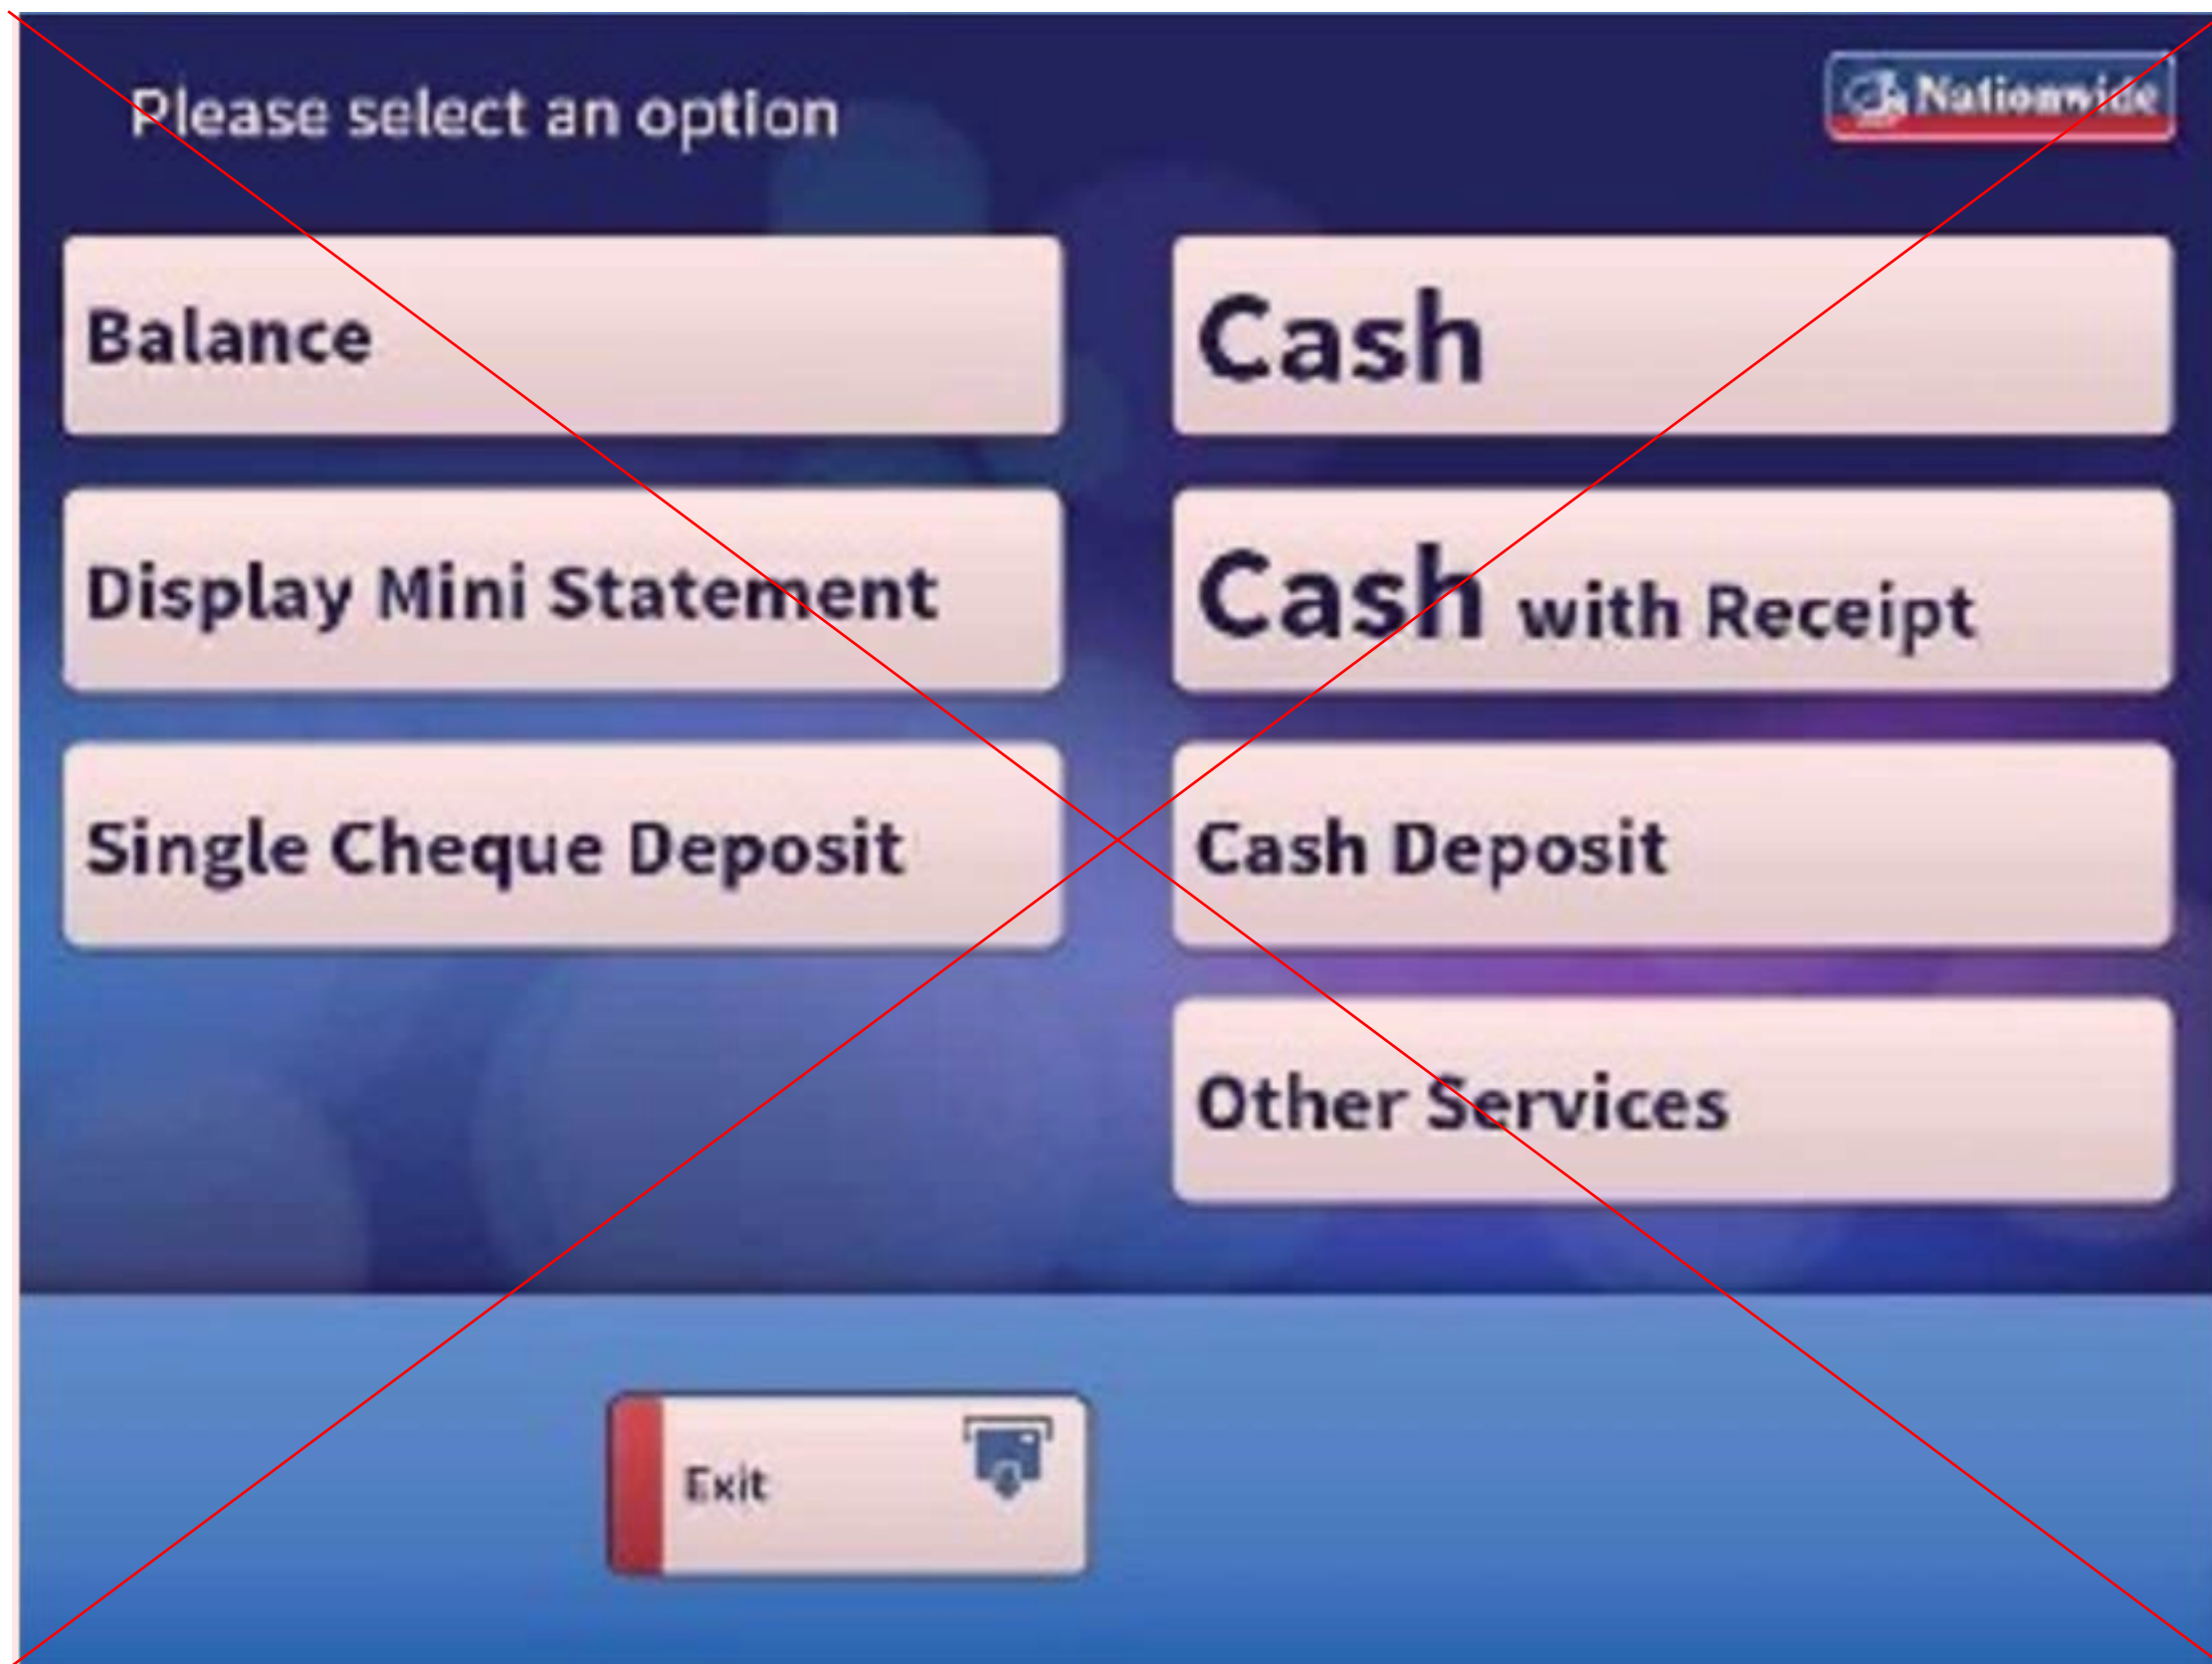 Please select an option
Nationwide
Balance
Cash
Display Mini Statement
Cash with Receipt
Single Cheque Deposit
Cash Deposit
Other Services
Exit